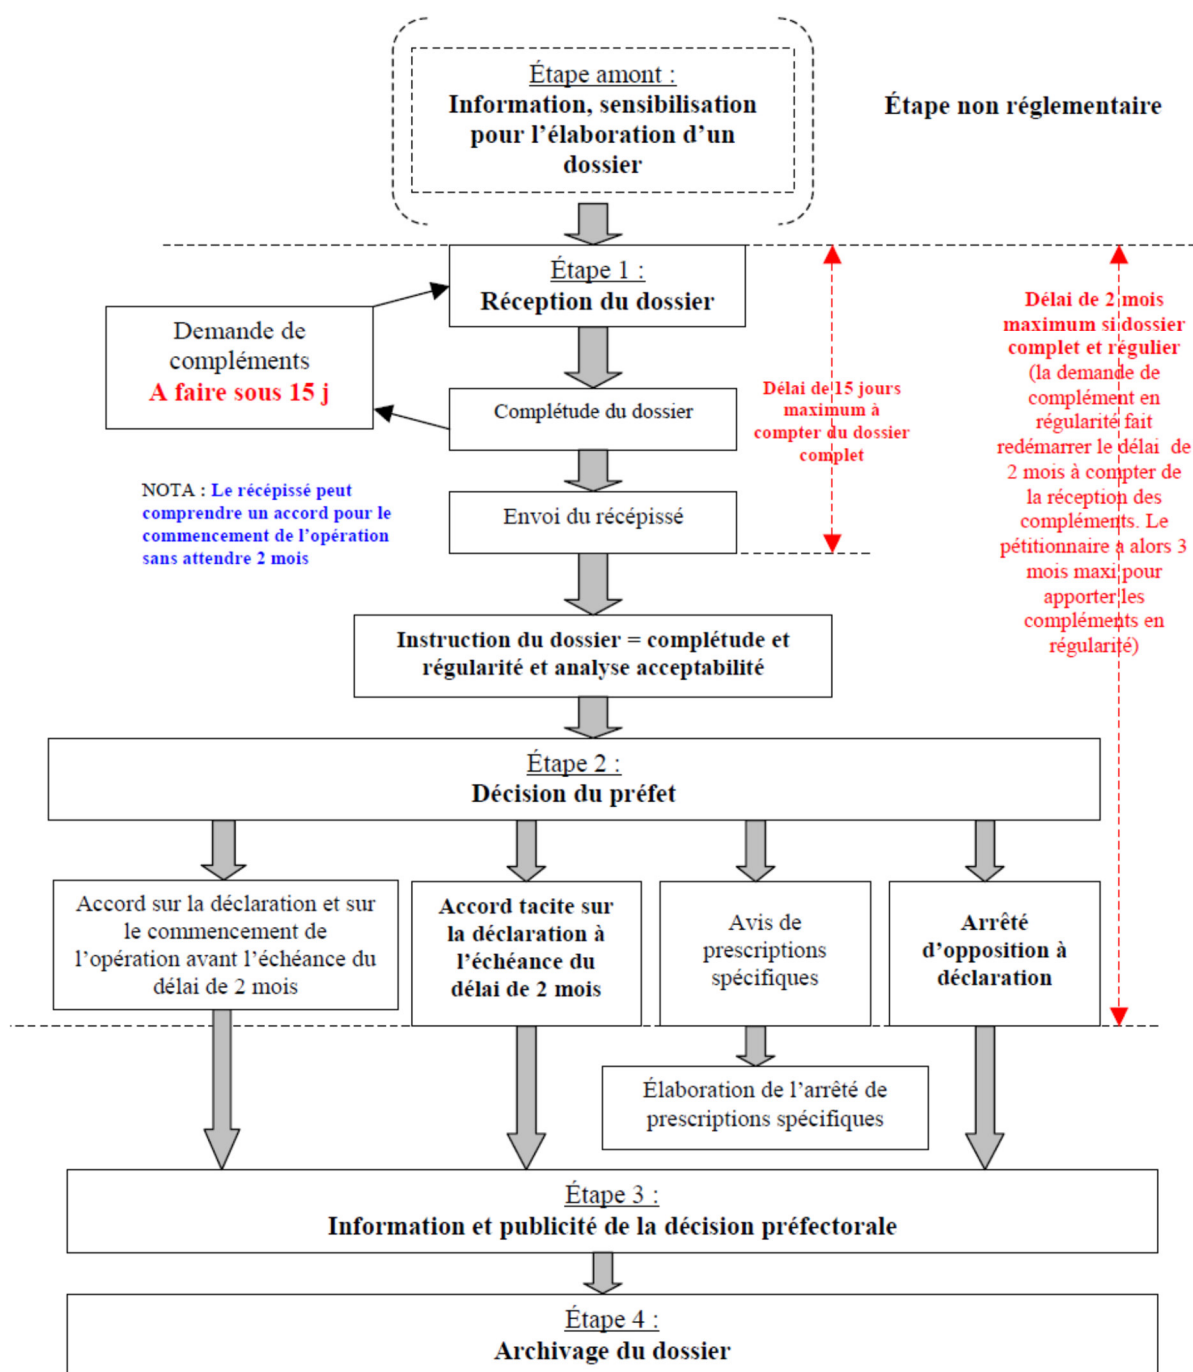 Étape amont :
Information, sensibilisation
pour l’élaboration d’un
dossier
Étape non réglementaire
Étape 1 :
Réception du dossier
Demande de
compléments
A faire sous 15 j
Complétude du dossier
Délai de 15 jours
maximum à
compter du dossier
complet
Délai de 2 mois
maximum si dossier
complet et régulier
(la demande de
complément en
régularité fait
redémarrer le délai de
2 mois à compter de
la réception des
compléments. Le
pétitionnaire a alors 3
mois maxi pour
apporter les
compléments en
régularité)
NOTA : Le récépissé peut
comprendre un accord pour le
commencement de l’opération
sans attendre 2 mois
Envoi du récépissé
Instruction du dossier = complétude et
régularité et analyse acceptabilité
Étape 2 :
Décision du préfet
Accord sur la déclaration et sur
le commencement de
l’opération avant l’échéance du
délai de 2 mois
Accord tacite sur
la déclaration à
l’échéance du
délai de 2 mois
Avis de
prescriptions
spécifiques
Arrêté
d’opposition à
déclaration
Élaboration de l’arrêté de
prescriptions spécifiques
Étape 3 :
Information et publicité de la décision préfectorale
Étape 4 :
Archivage du dossier